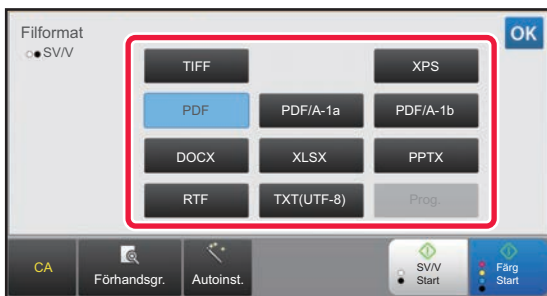 Filformat
OK
SV/V
TIFF
XPS
PDF
PDF/A-1a
PDF/A-1b
DOCX
XLSX
PPTX
RTF
TXT(UTF-8)
Prog.
CA
Förhandsgr.
Autoinst.
SV/V
Start
Färg
Start